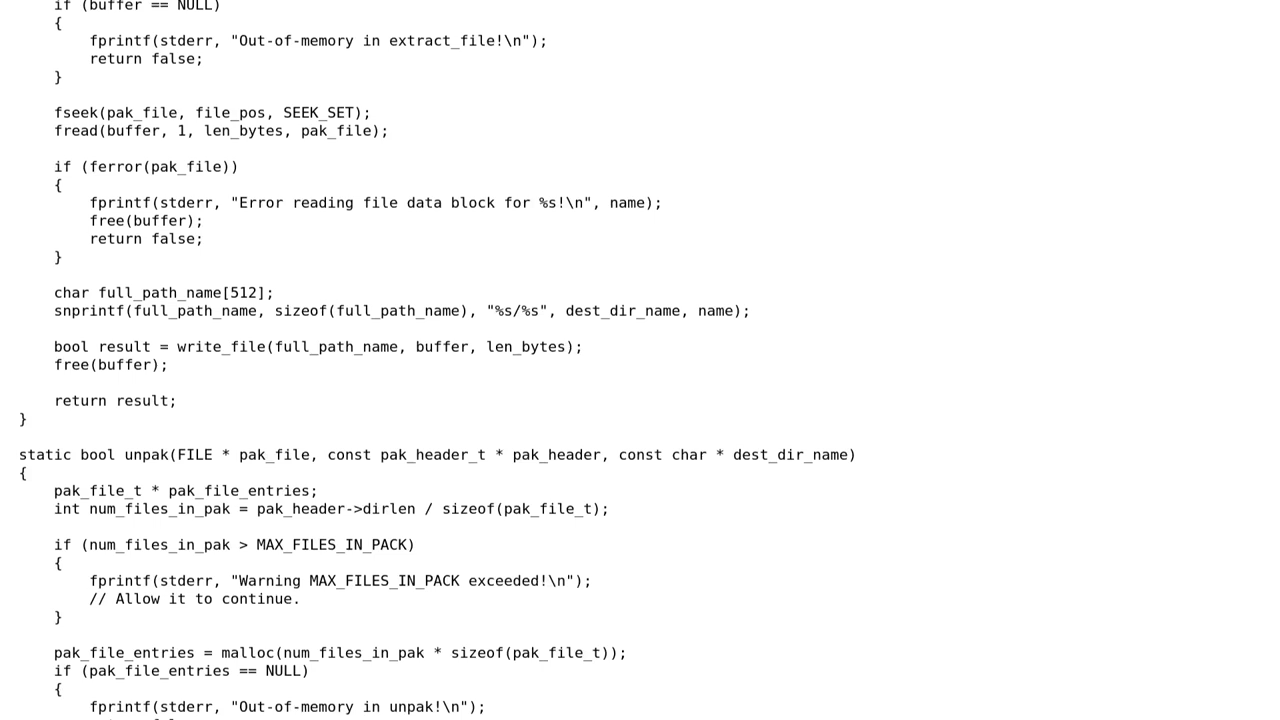 if (buffer == NULL)
    {
        fprintf(stderr, "Out-of-memory in extract_file!\n");
        return false;
    }

    fseek(pak_file, file_pos, SEEK_SET);
    fread(buffer, 1, len_bytes, pak_file);

    if (ferror(pak_file))
    {
        fprintf(stderr, "Error reading file data block for %s!\n", name);
        free(buffer);
        return false;
    }

    char full_path_name[512];
    snprintf(full_path_name, sizeof(full_path_name), "%s/%s", dest_dir_name, name);

    bool result = write_file(full_path_name, buffer, len_bytes);
    free(buffer);

    return result;
}

static bool unpak(FILE * pak_file, const pak_header_t * pak_header, const char * dest_dir_name)
{
    pak_file_t * pak_file_entries;
    int num_files_in_pak = pak_header->dirlen / sizeof(pak_file_t);

    if (num_files_in_pak > MAX_FILES_IN_PACK)
    {
        fprintf(stderr, "Warning MAX_FILES_IN_PACK exceeded!\n");
        // Allow it to continue.
    }

    pak_file_entries = malloc(num_files_in_pak * sizeof(pak_file_t));
    if (pak_file_entries == NULL)
    {
        fprintf(stderr, "Out-of-memory in unpak!\n");